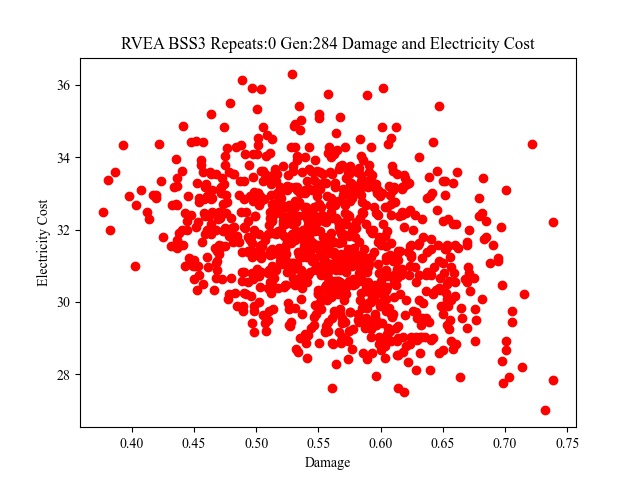 RVEA BSS3 Repeats:0 Gen:284 Damage and Electricity Cost
36
34
32
30
28
Electricity Cost
0.40 0.45 0.50 0.55 0.60 0.65 0.70 0.75
Damage